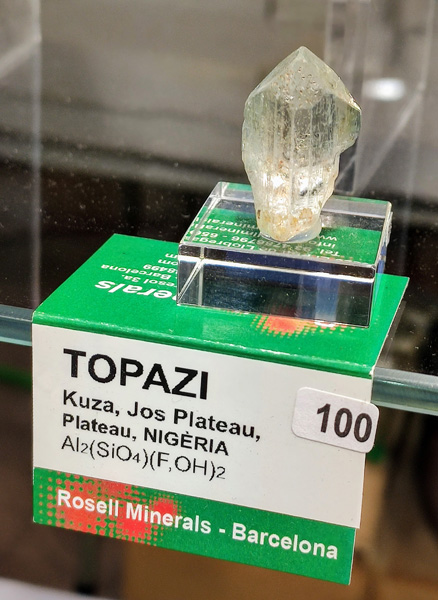 TOPAZI
Kuza, Jos Plateau,
Plateau, NIGÈRIA
Al2(SiO4)(F,OH)2
100
Rosell Minerals - Barcelona